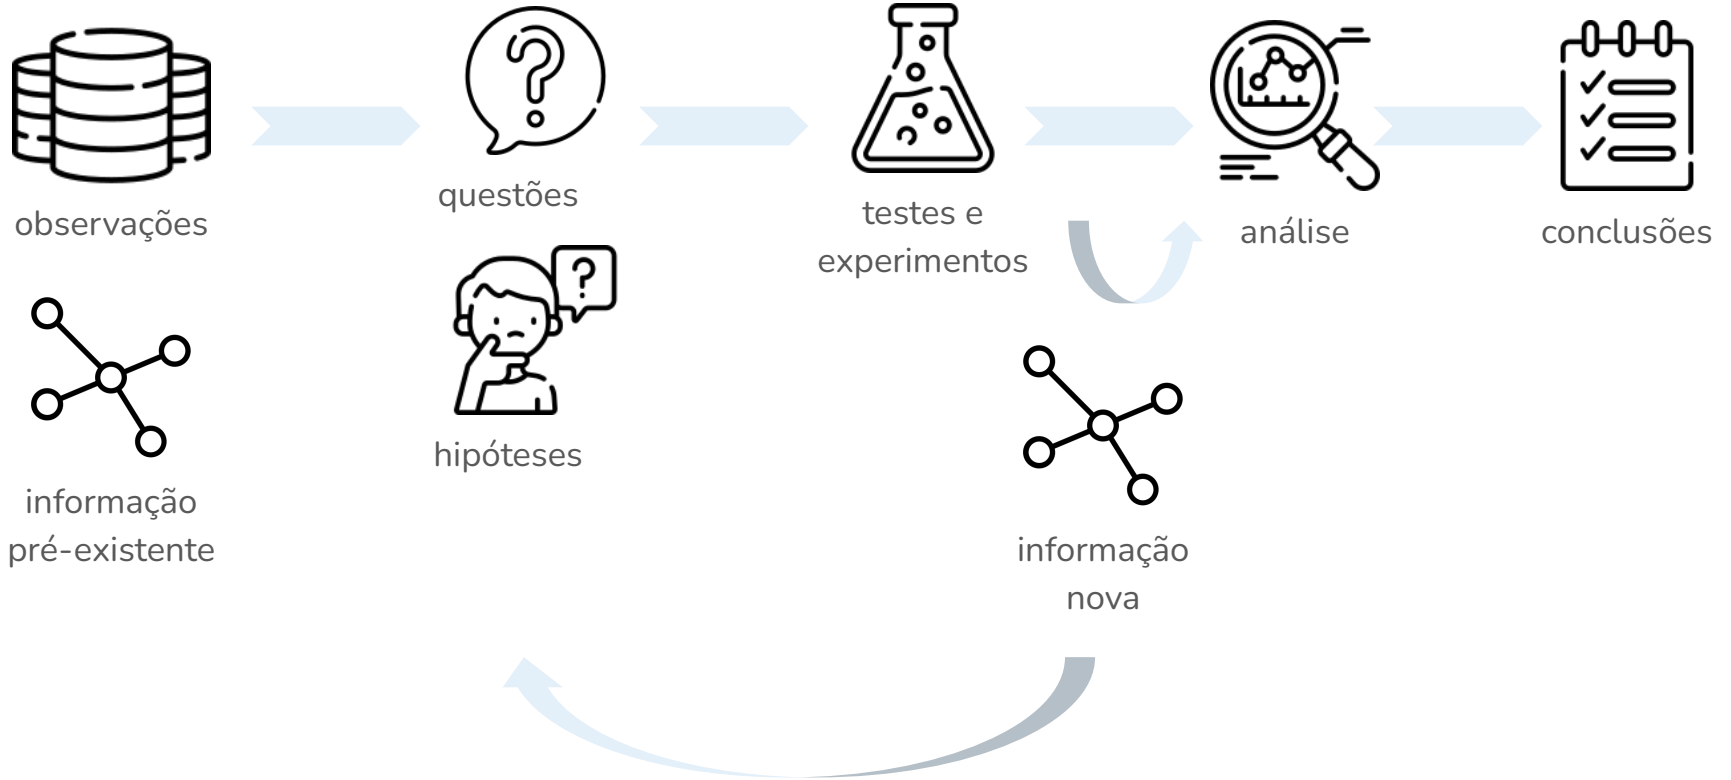 observações
informação
pré-existente
questões
hipóteses
testes e
experimentos
informação
nova
análise
conclusões